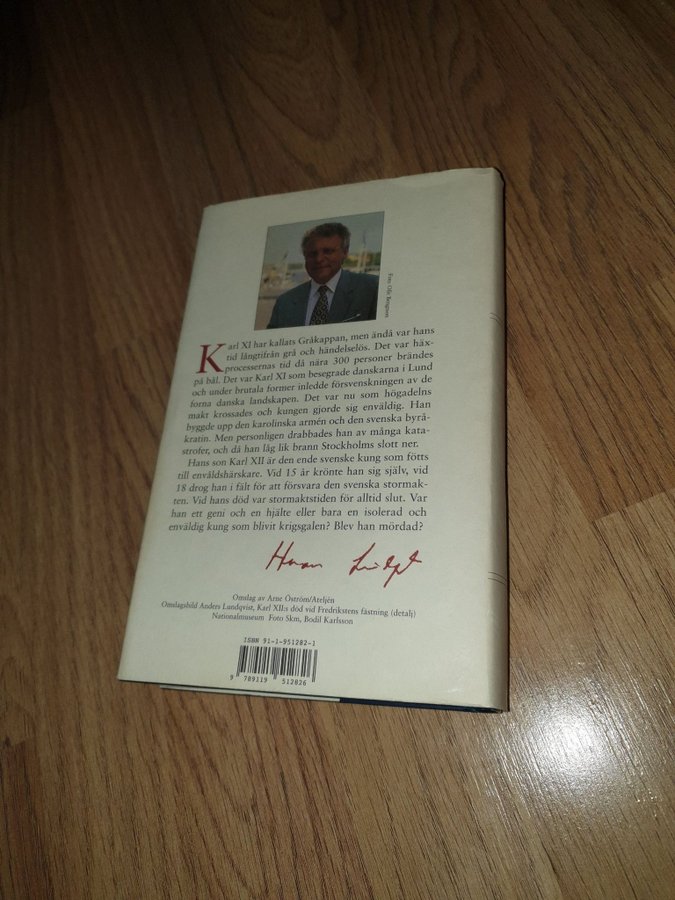 Foto Ola Bengtsson
Karl XI har kallats Gråkappan, men ändå var hans
tid långtifrån grå och händelselös. Det var häx-
processernas tid då nära 300 personer brändes
på bål. Det var Karl XI som besegrade danskarna i Lund
och under brutala former inledde försvenskningen av de
forna danska landskapen. Det var nu som högadelns
makt krossades och kungen gjorde sig enväldig. Han
byggde upp den karolinska armén och den svenska byrå-
kratin. Men personligen drabbades han av många kata-
strofer, och då han låg lik brann Stockholms slott ner.
Hans son Karl XII är den ende svenske kung som fötts
till envåldshärskare. Vid 15 år krönte han sig själv, vid
18 drog han i fält för att försvara den svenska stormak-
ten. Vid hans död var stormaktstiden för alltid slut. Var
han ett geni och en hjälte eller bara en isolerad och
enväldig kung som blivit krigsgalen? Blev han mördad?
Omslag av Arne Öström/Ateljén
Omslagsbild Anders Lundqvist, Karl XII:s död vid Fredrikstens fästning (detalj)
Nationalmuseum Foto Skm, Bodil Karlsson
ISBN 91-1-951282-1
9 789119 512826